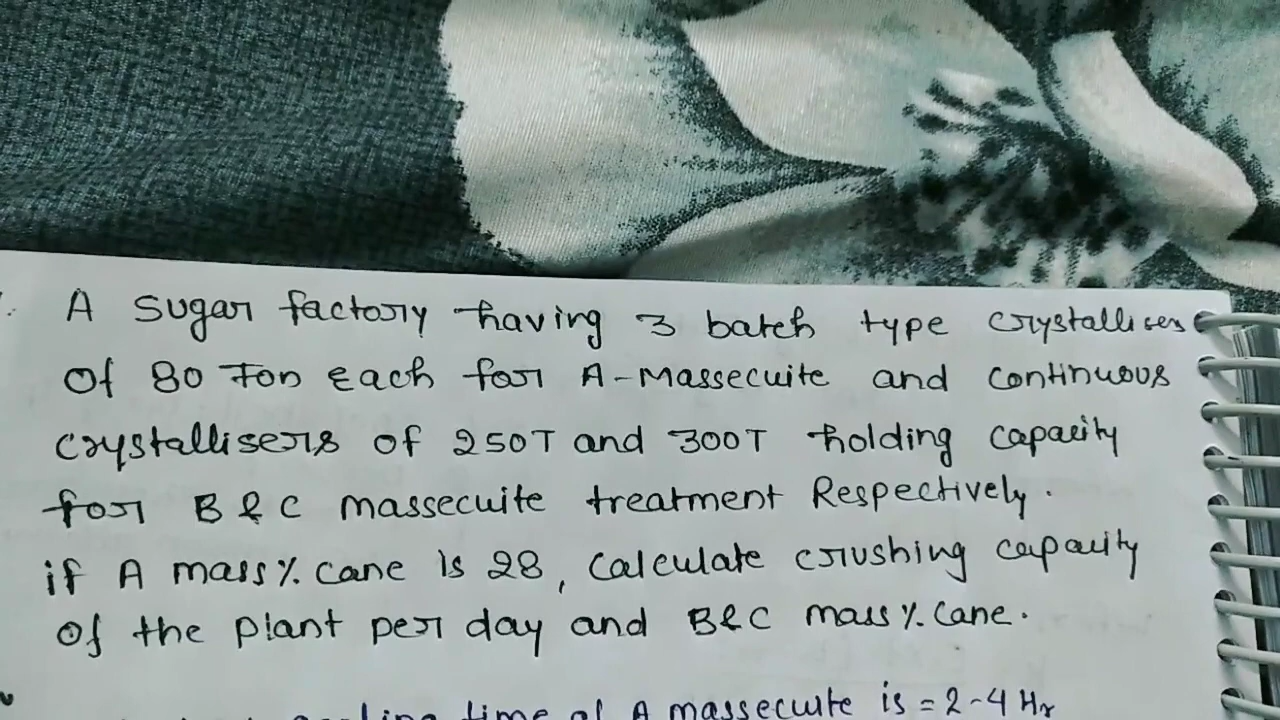 A Sugar factory having 3 batch type crystallisers
Of 80 Ton Each for A-Massecuite and continuous
crystallisers of 250T and 300T holding capacity
for B & C massecuite treatment Respectively.
if A mass % cane is 28, Calculate crushing capacity
Of the plant per day and B&C mass % Cane.
time of A massecuite is = 2-4 Hr